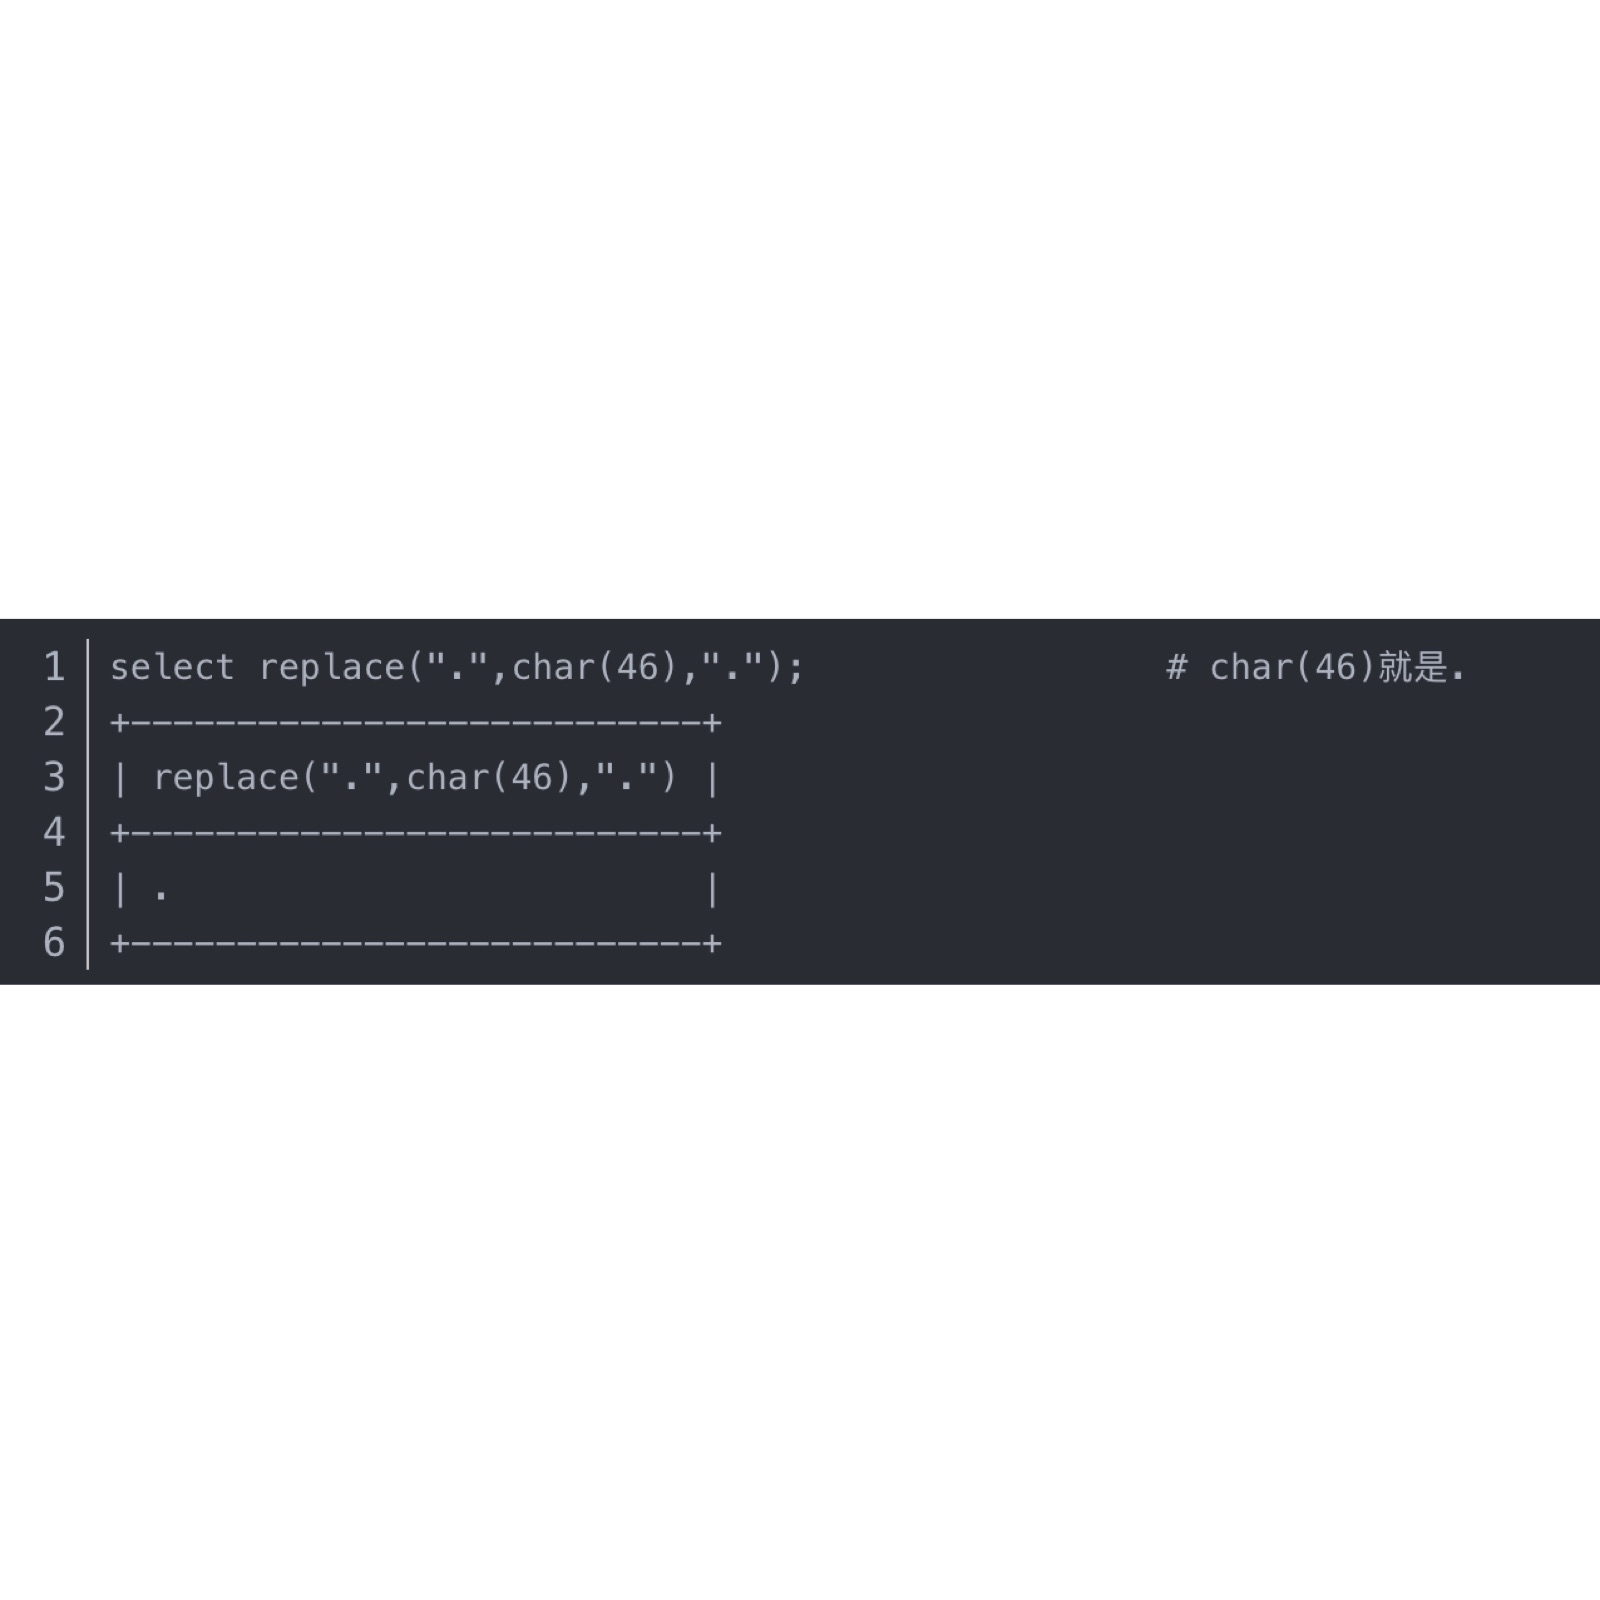 1 select replace(".",char(46),".");                 # char(46)就是.
2 +---------------------------+
3 | replace(".",char(46),".") |
4 +---------------------------+
5 | .                         |
6 +---------------------------+